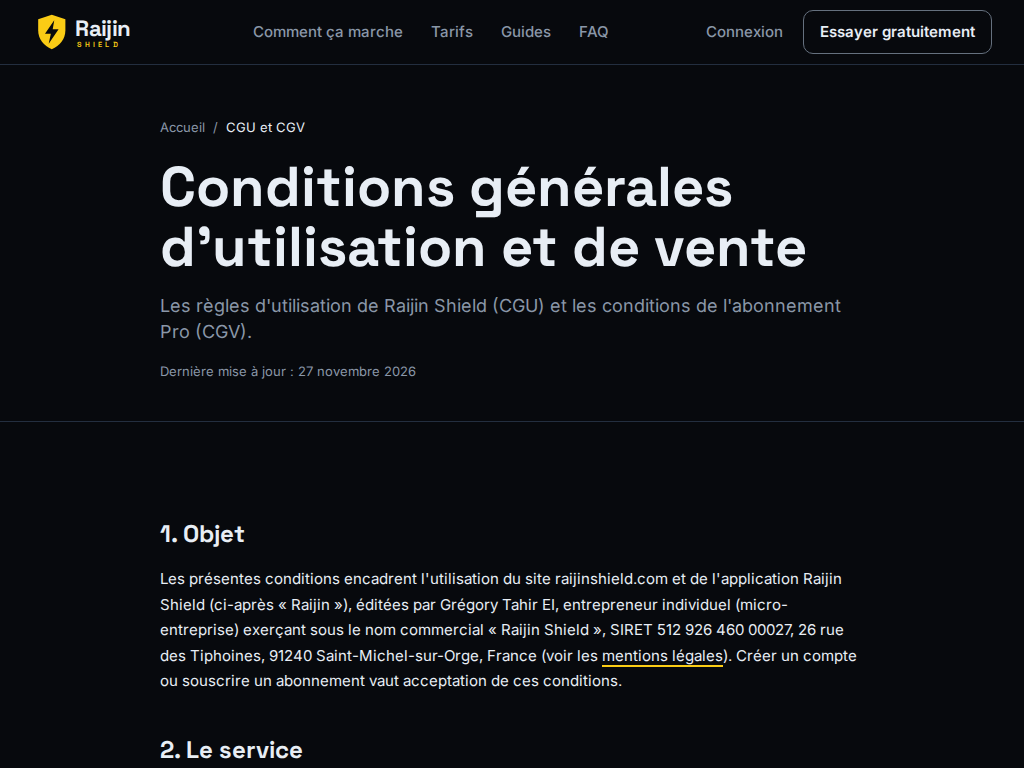 Raijin
SHIELD
Comment ça marche
Tarifs
Guides
FAQ
Connexion
Essayer gratuitement
Accueil / CGU et CGV
Conditions générales
d’utilisation et de vente
Les règles d'utilisation de Raijin Shield (CGU) et les conditions de l'abonnement
Pro (CGV).
Dernière mise à jour : 27 novembre 2026
1. Objet
Les présentes conditions encadrent l'utilisation du site raijinshield.com et de l'application Raijin
Shield (ci-après « Raijin »), éditées par Grégory Tahir EI, entrepreneur individuel (micro-
entreprise) exerçant sous le nom commercial « Raijin Shield », SIRET 512 926 460 00027, 26 rue
des Tiphoines, 91240 Saint-Michel-sur-Orge, France (voir les mentions légales). Créer un compte
ou souscrire un abonnement vaut acceptation de ces conditions.
2. Le service